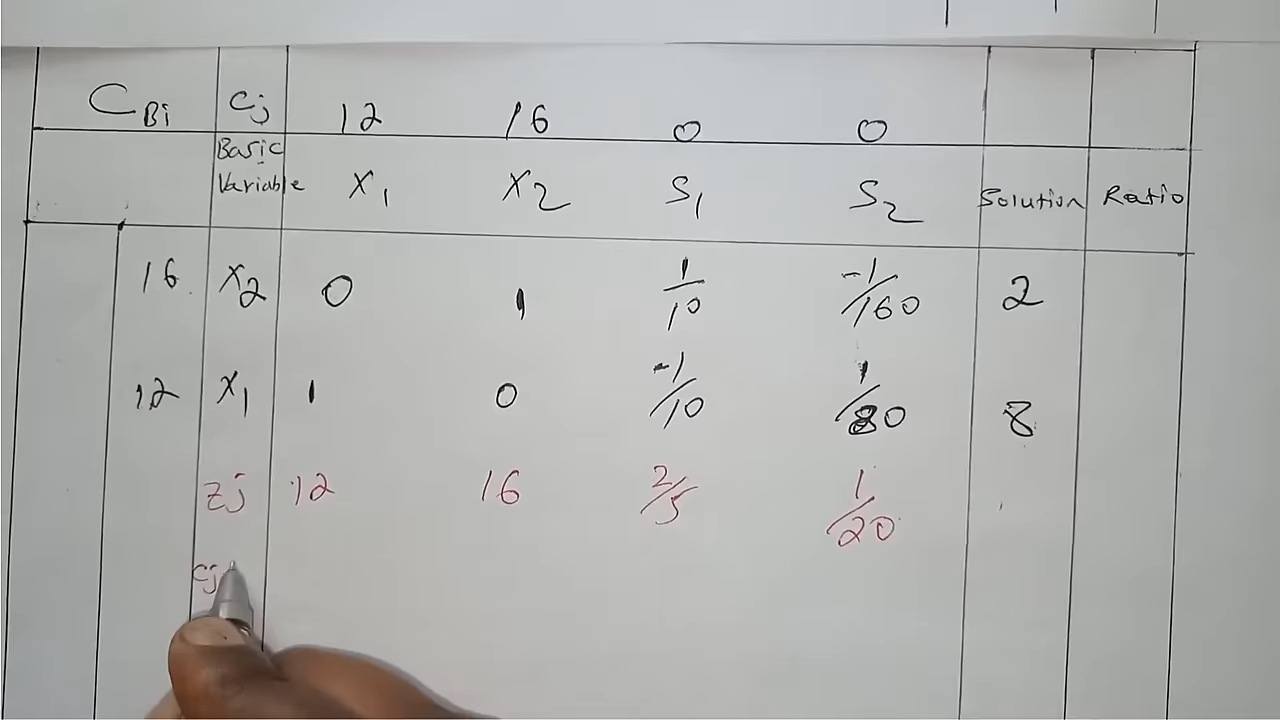 CBi Cj 12 16 0 0
Basic
Variable X1 X2 S1 S2 Solution Ratio
16 X2 0 1 1/10 -1/160 2
12 X1 1 0 -1/10 1/80 8
Zj 12 16 2/5 1/20
Cj